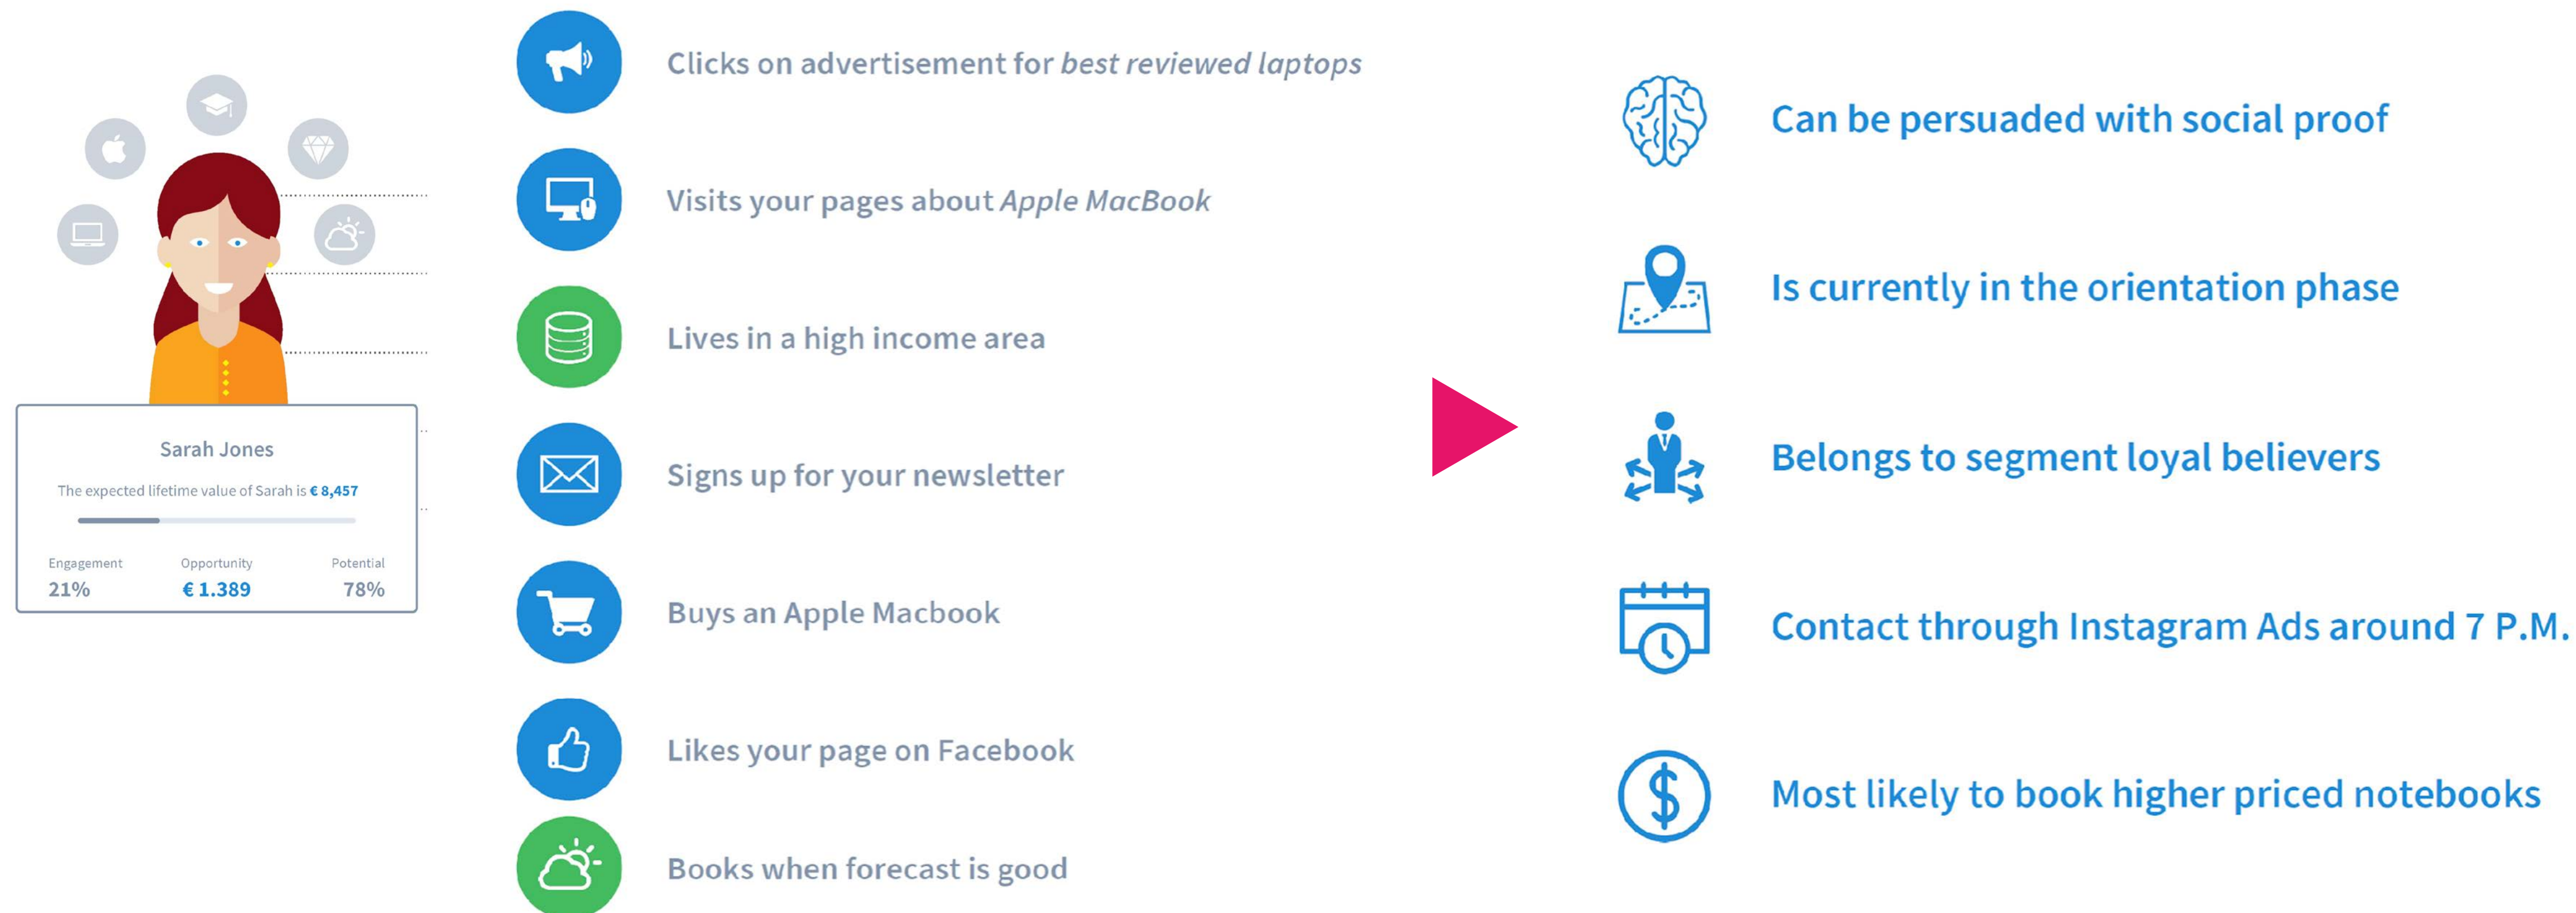 Sarah Jones
The expected lifetime value of Sarah is € 8,457
Engagement
Opportunity
Potential
21%
€ 1.389
78%
Clicks on advertisement for best reviewed laptops
Visits your pages about Apple MacBook
Lives in a high income area
Signs up for your newsletter
Buys an Apple Macbook
Likes your page on Facebook
Books when forecast is good
Can be persuaded with social proof
Is currently in the orientation phase
Belongs to segment loyal believers
Contact through Instagram Ads around 7 P.M.
Most likely to book higher priced notebooks